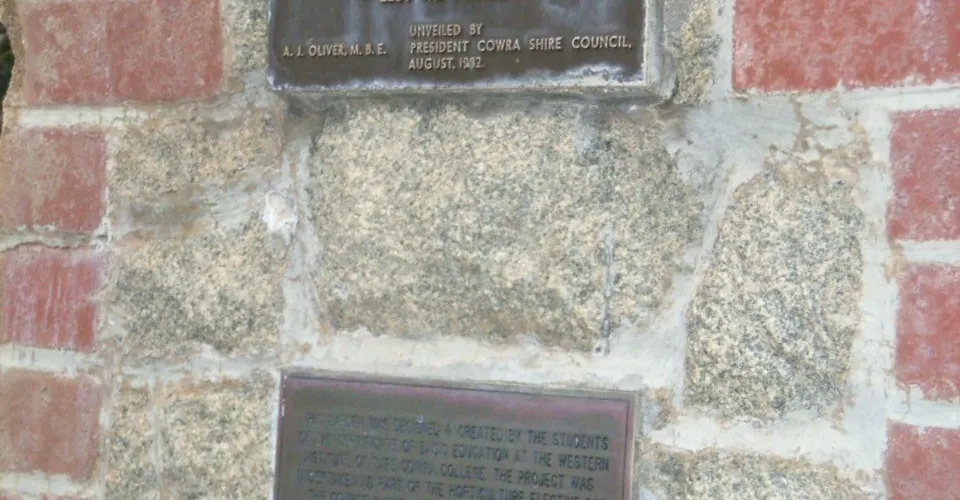 UNVEILED BY
A. J. OLIVER, M. B. E. PRESIDENT COWRA SHIRE COUNCIL,
AUGUST, 1982.
GARDEN WAS DESIGNED & CREATED BY THE STUDENTS
OF THE CERTIFICATE OF BASIC EDUCATION AT THE WESTERN
INSTITUTE OF TAFE COWRA COLLEGE. THE PROJECT WAS
UNDERTAKEN AS PART OF THE HORTICULTURE ELECTIVE